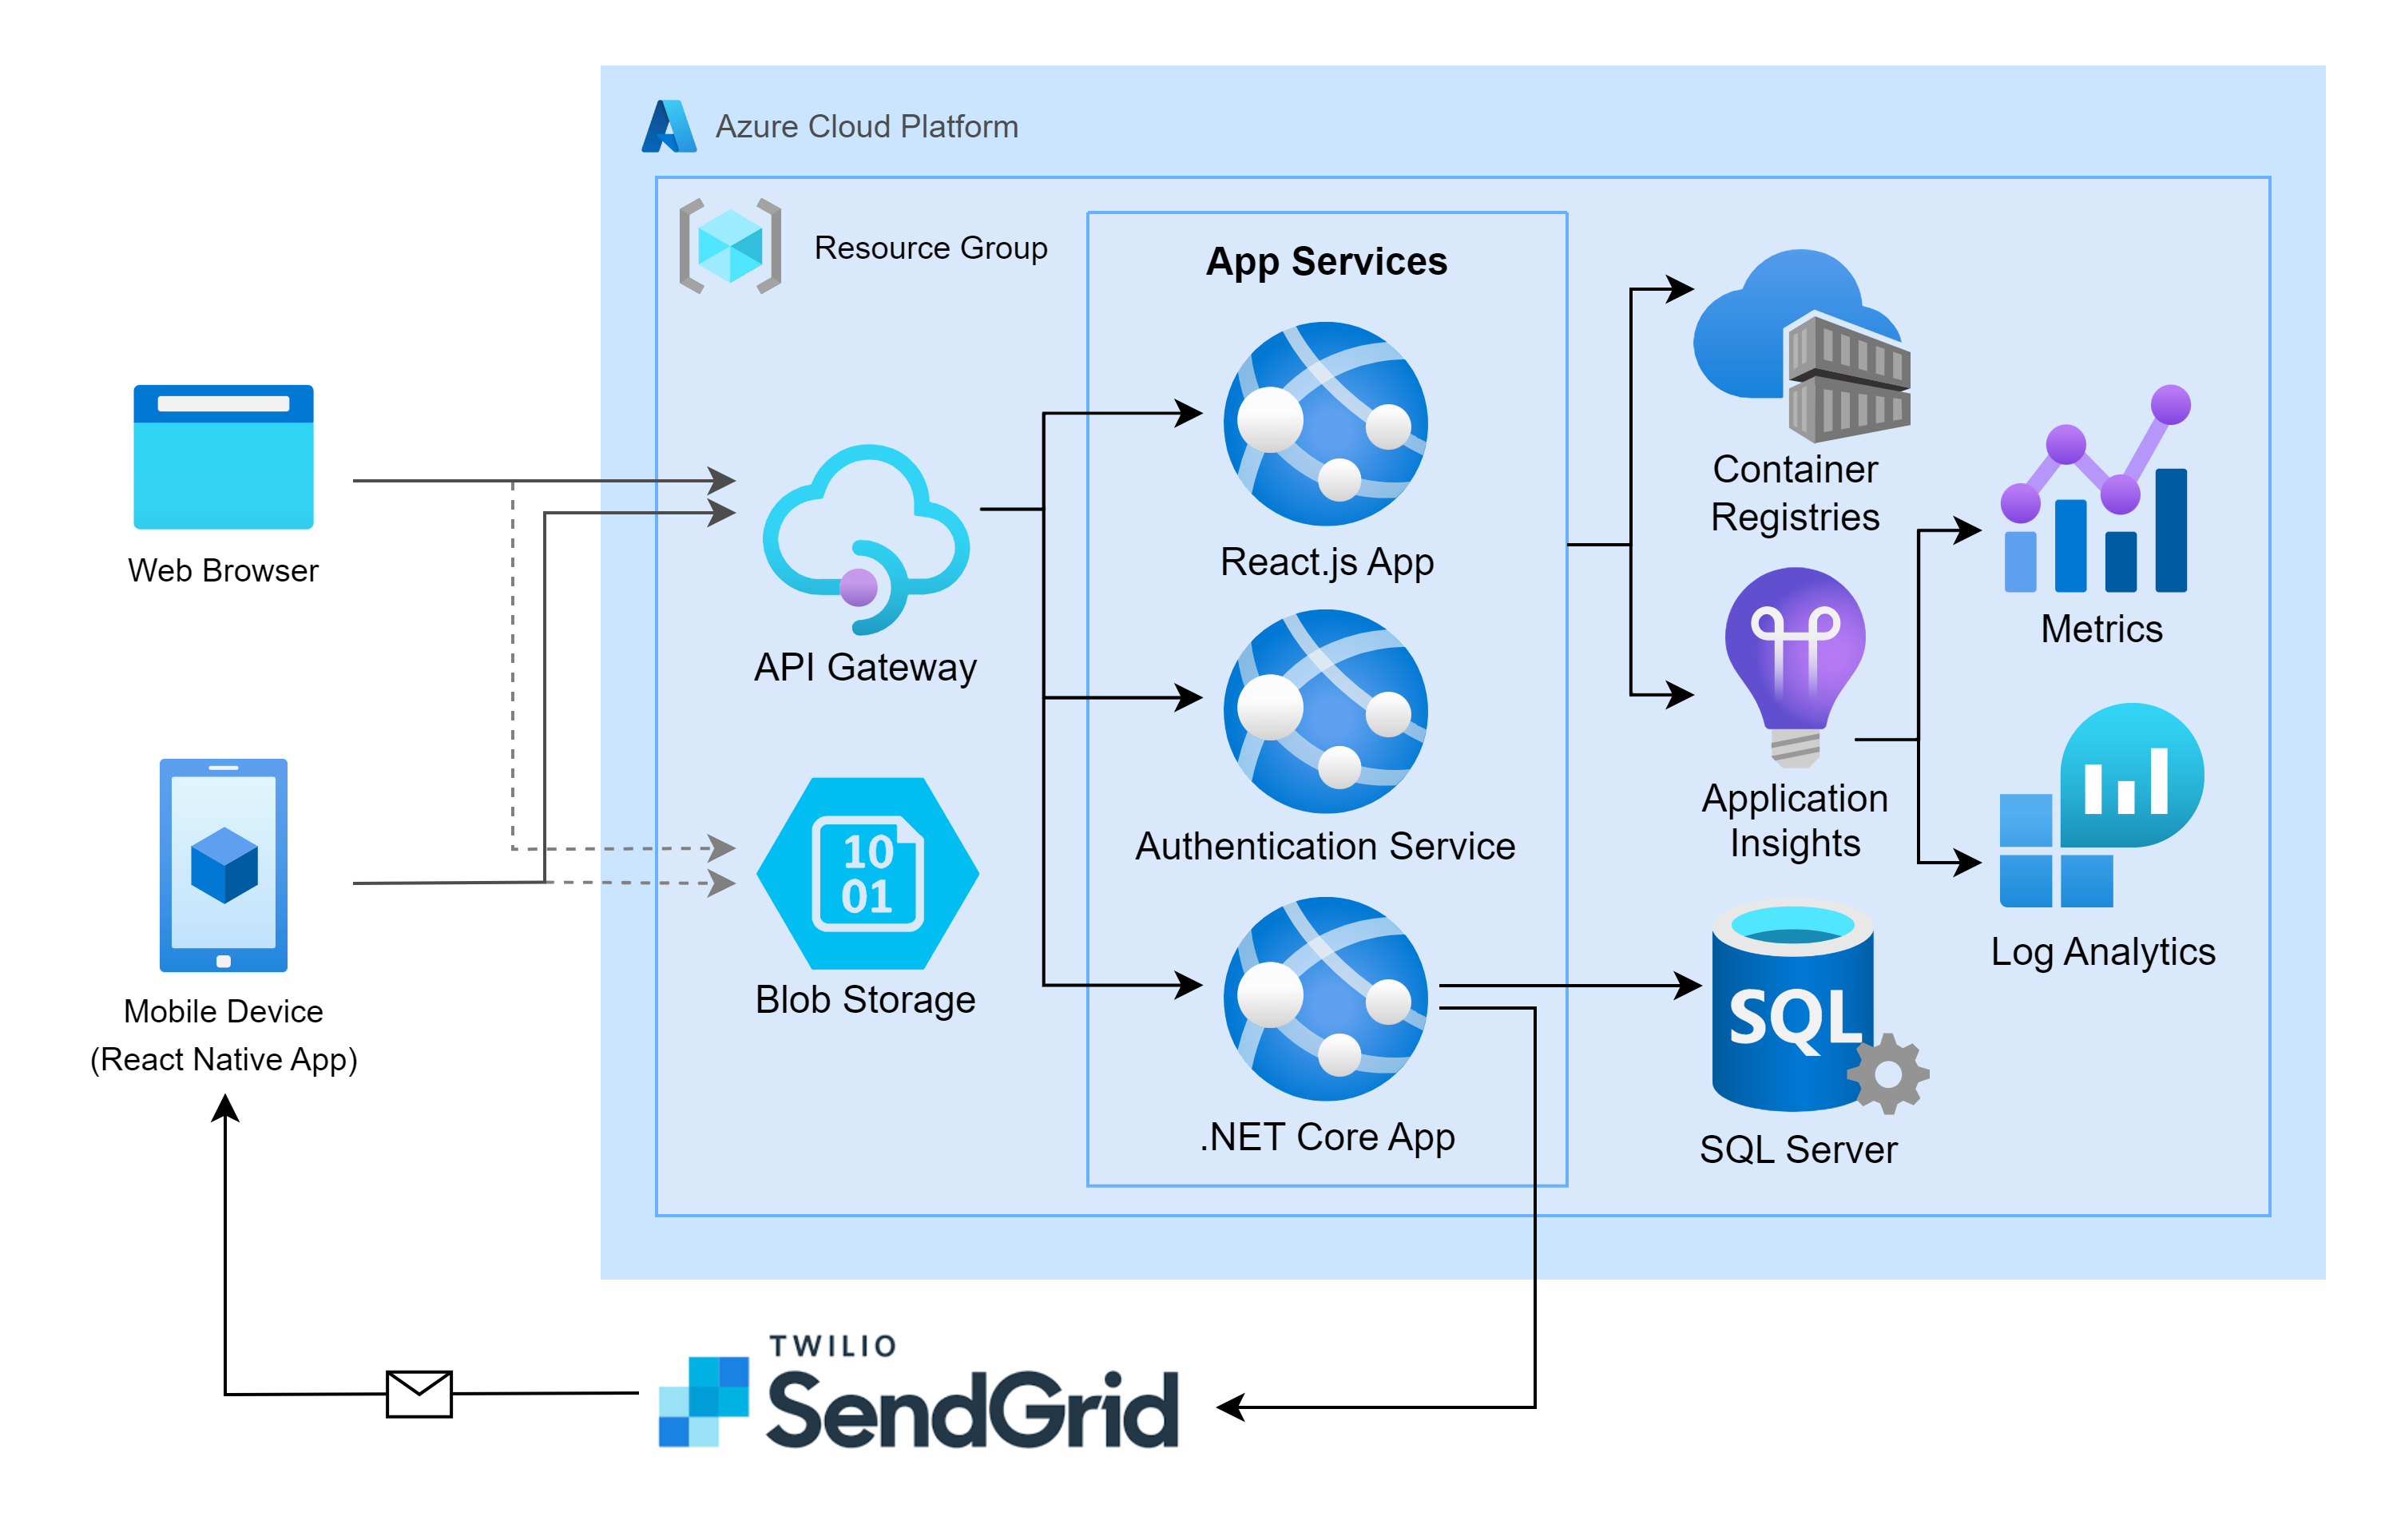 Azure Cloud Platform
Resource Group
App Services
Web Browser
Mobile Device
(React Native App)
API Gateway
10
01
Blob Storage
React.js App
Authentication Service
.NET Core App
Container
Registries
Application
Insights
Metrics
Log Analytics
SQL
SQL Server
TWILIO
SendGrid